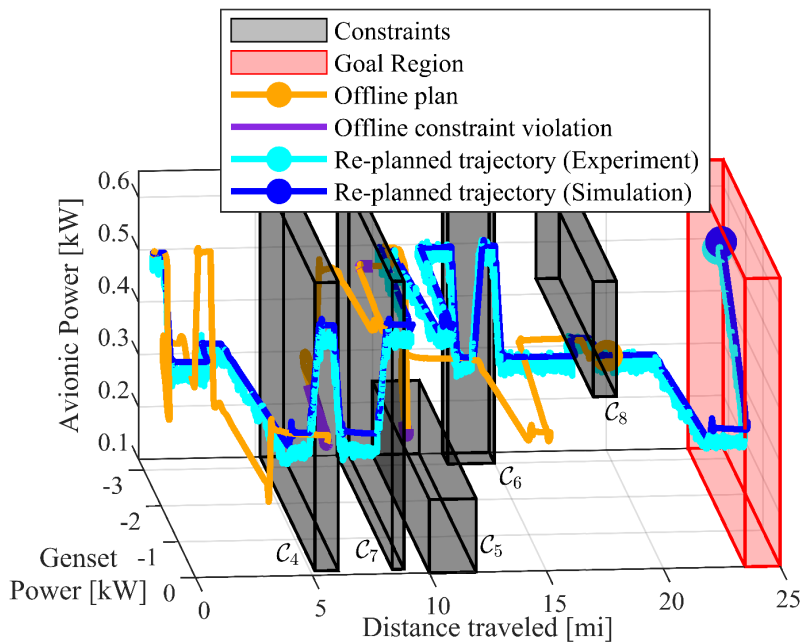 Constraints
Goal Region
Offline plan
Offline constraint violation
Re-planned trajectory (Experiment)
Re-planned trajectory (Simulation)
Avionic Power [kW]
0.6
0.5
0.4
0.3
0.2
0.1
-3
-2
-1
0
Genset
Power [kW]
0
5
10
15
20
25
Distance traveled [mi]
C4
C7
C5
C6
C8